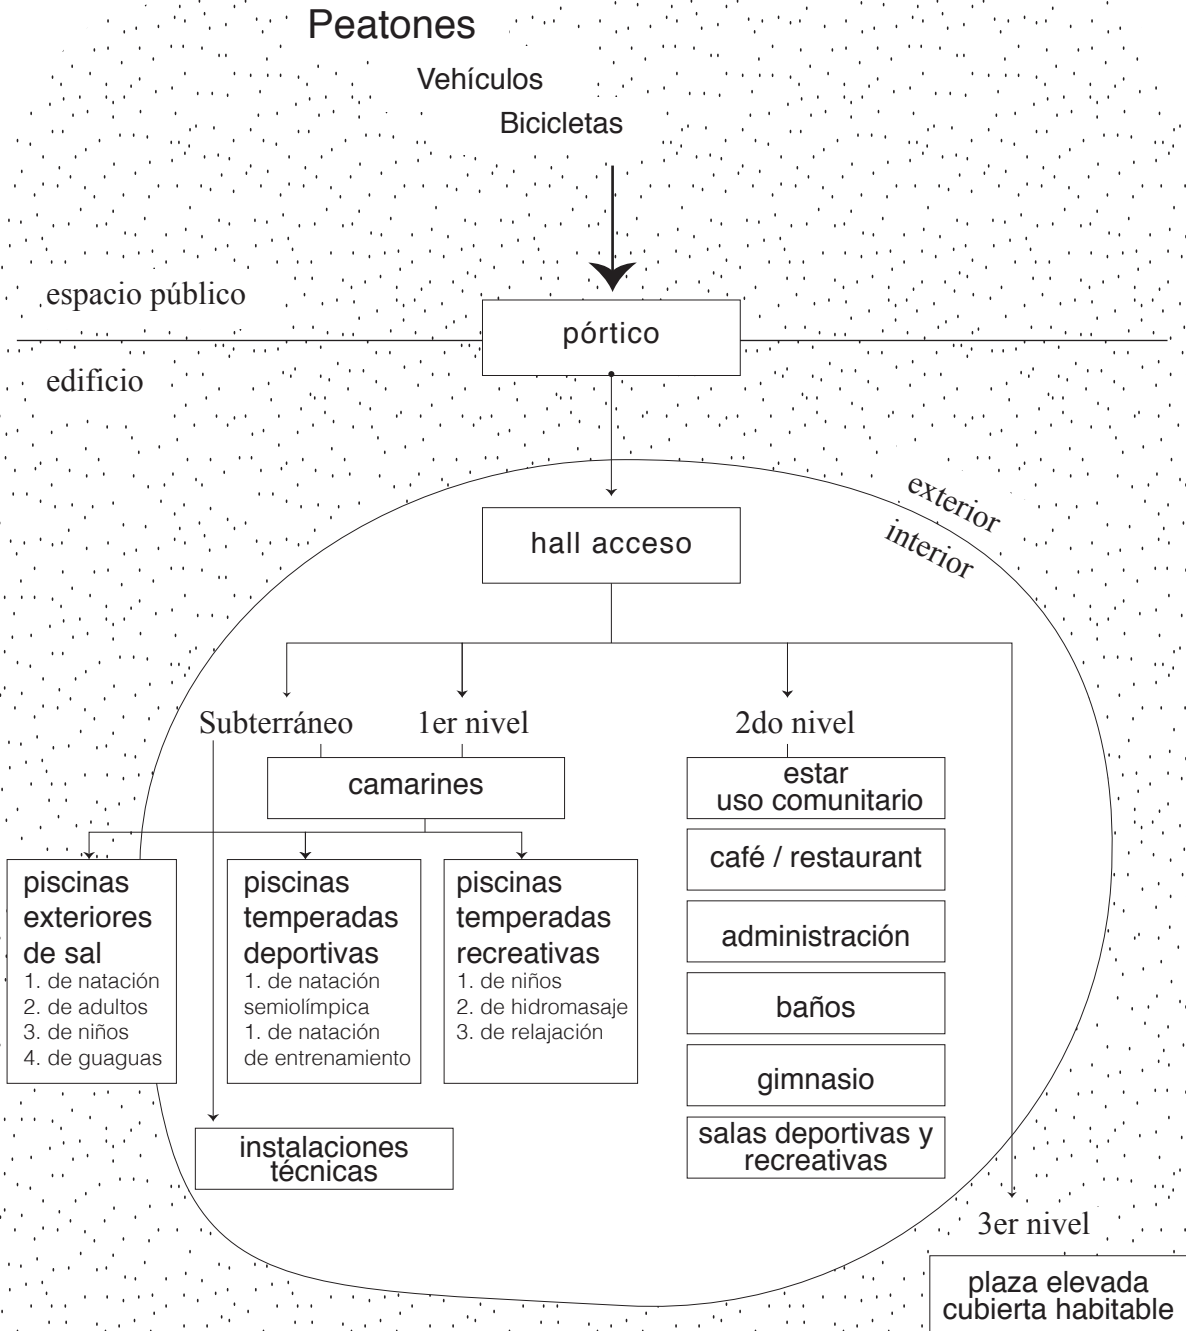 Peatones
Vehículos
Bicicletas
espacio público
pórtico
edificio
exterior
interior
hall acceso
Subterráneo
1er nivel
2do nivel
camarines
estar
uso comunitario
café / restaurant
administración
baños
gimnasio
salas deportivas y
recreativas
piscinas
exteriores
de sal
1. de natación
2. de adultos
3. de niños
4. de guaguas
piscinas
temperadas
deportivas
1. de natación
semiolímpica
1. de natación
de entrenamiento
piscinas
temperadas
recreativas
1. de niños
2. de hidromasaje
3. de relajación
instalaciones
técnicas
3er nivel
plaza elevada
cubierta habitable